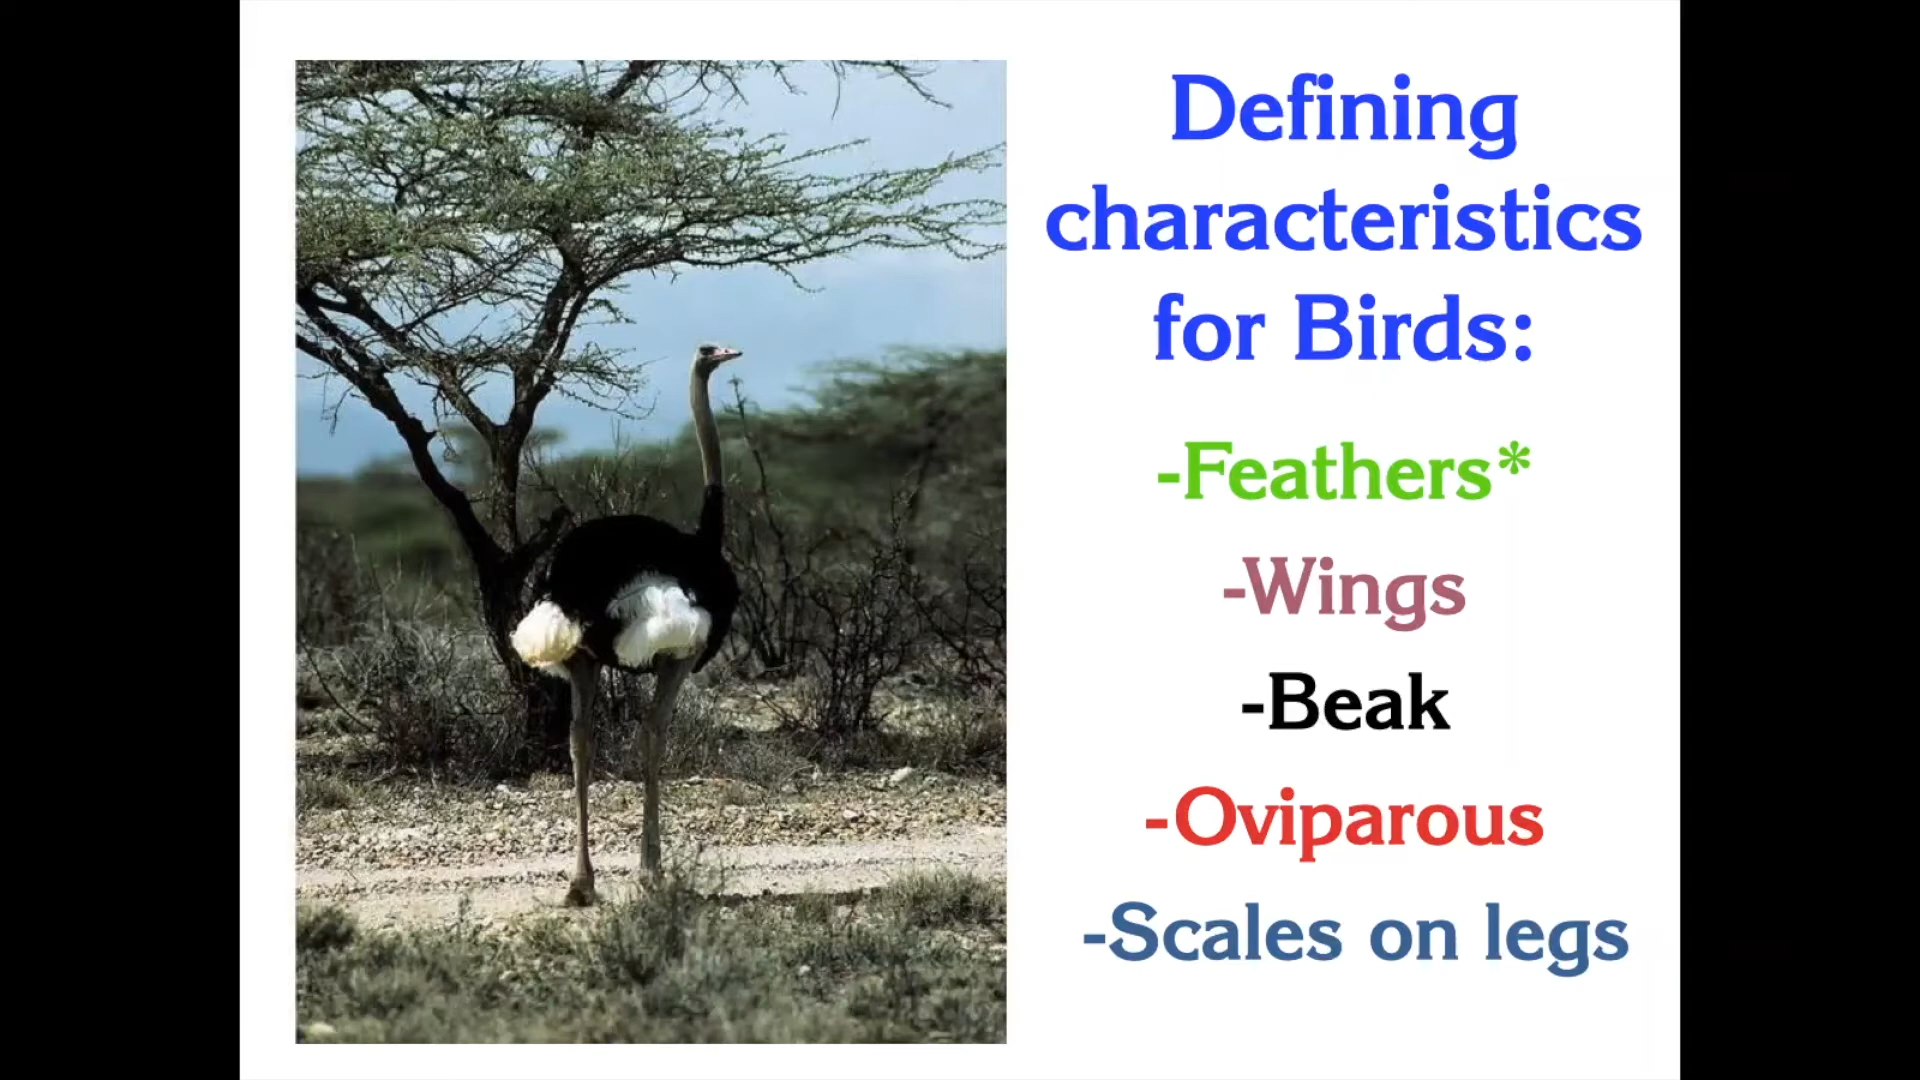 Defining
characteristics
for Birds:
-Feathers*
-Wings
-Beak
-Oviparous
-Scales on legs